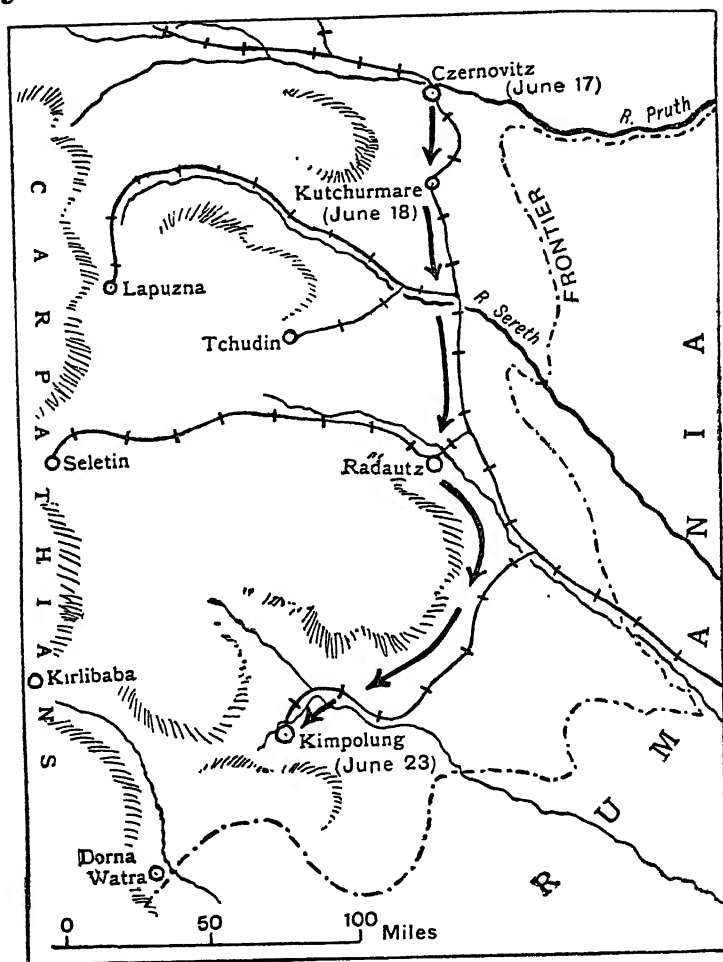 Czernovitz
(June 17)
R. Pruth
Kutchurmare
(June 18)
FRONTIER
CARPATHIANS
Lapuzna
R Sereth
Tchudin
RUMANIA
Seletin
Radautz
Kirlibaba
Kimpolung
(June 23)
Dorna
Watra
0 50 100 Miles